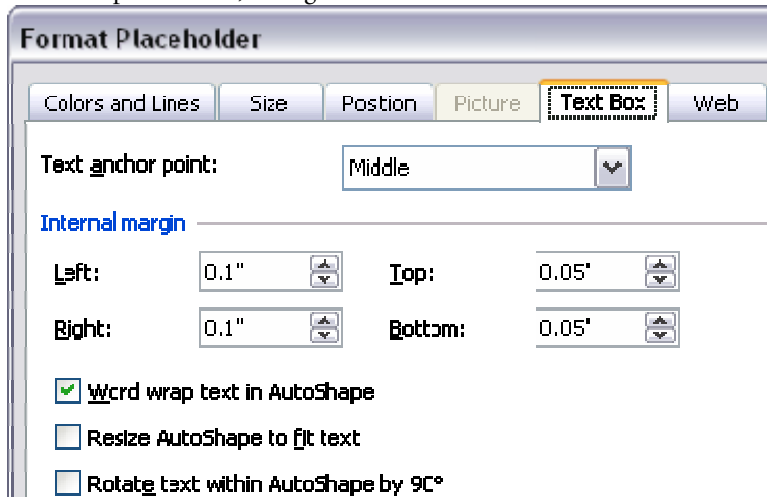 Format Placeholder
Colors and Lines Size Postion Picture Text Box Web
Text anchor point: Middle
Internal margin
Left: 0.1" Top: 0.05"
Right: 0.1" Bottom: 0.05"
Word wrap text in AutoShape
Resize AutoShape to fit text
Rotate text within AutoShape by 90°